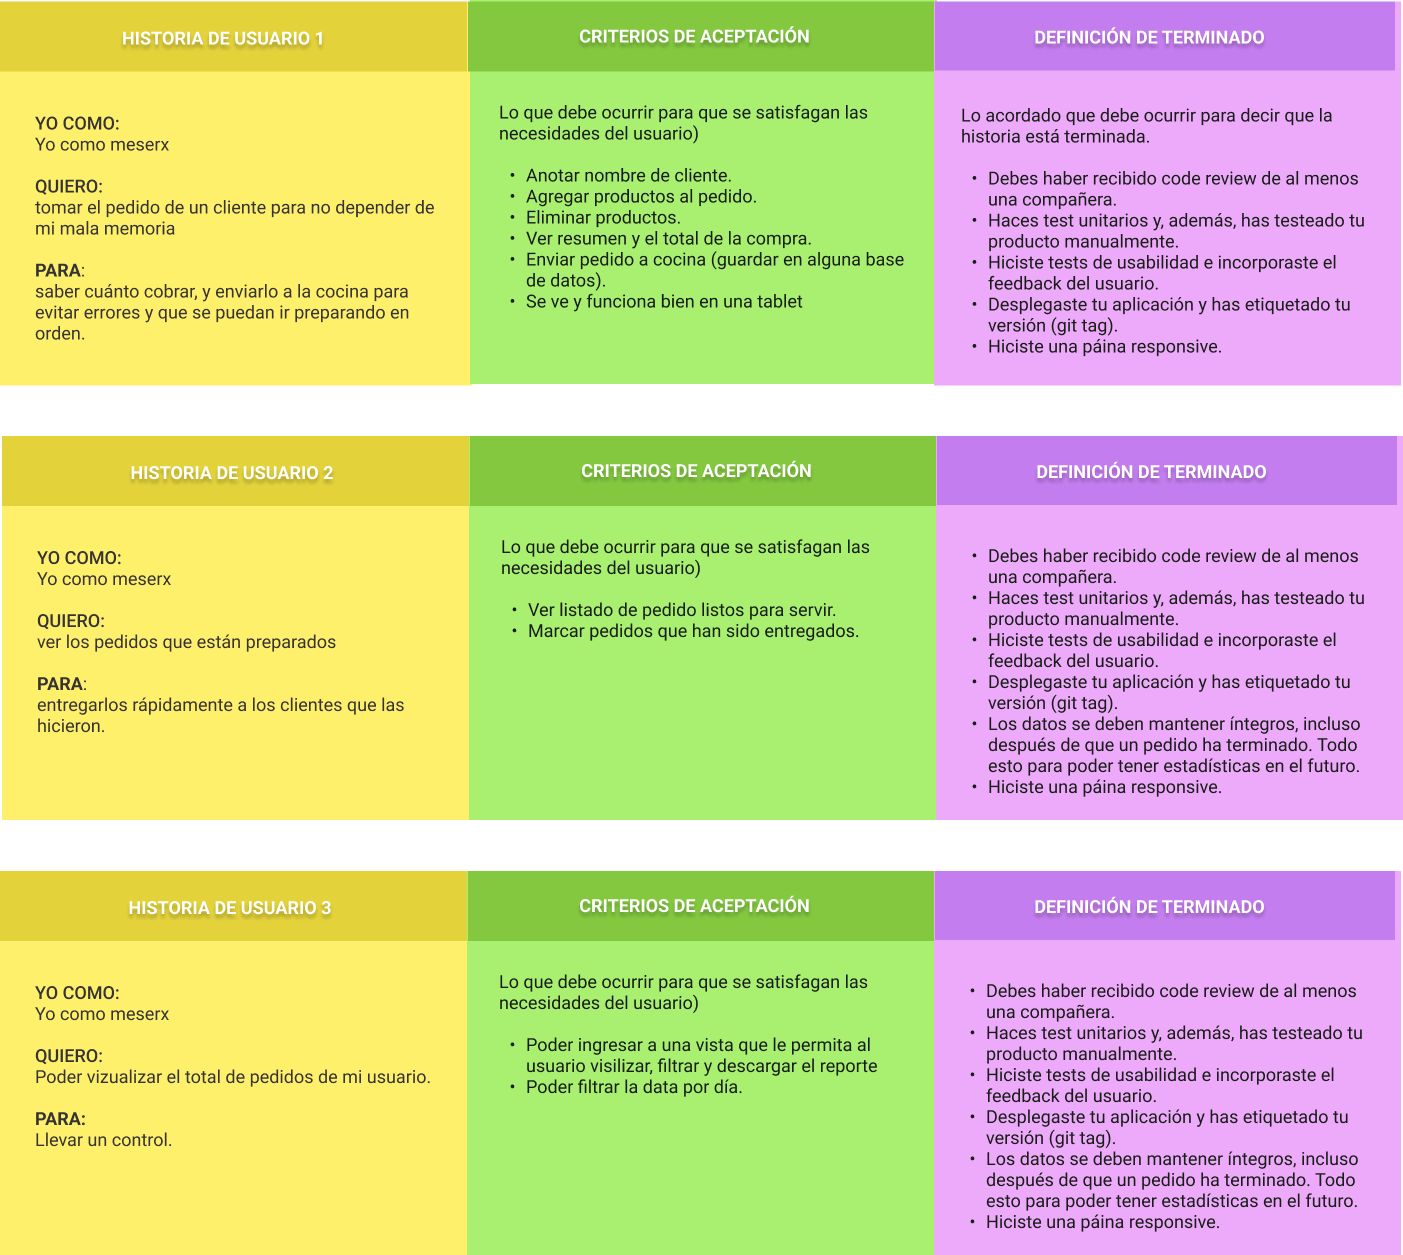 HISTORIA DE USUARIO 1
YO COMO:
Yo como meserx
QUIERO:
tomar el pedido de un cliente para no depender de
mi mala memoria
PARA:
saber cuánto cobrar, y enviarlo a la cocina para
evitar errores y que se puedan ir preparando en
orden.
CRITERIOS DE ACEPTACIÓN
Lo que debe ocurrir para que se satisfagan las
necesidades del usuario)
• Anotar nombre de cliente.
• Agregar productos al pedido.
• Eliminar productos.
• Ver resumen y el total de la compra.
• Enviar pedido a cocina (guardar en alguna base
de datos).
• Se ve y funciona bien en una tablet
DEFINICIÓN DE TERMINADO
Lo acordado que debe ocurrir para decir que la
historia está terminada.
• Debes haber recibido code review de al menos
una compañera.
• Haces test unitarios y, además, has testeado tu
producto manualmente.
• Hiciste tests de usabilidad e incorporaste el
feedback del usuario.
• Desplegaste tu aplicación y has etiquetado tu
versión (git tag).
• Hiciste una páina responsive.
HISTORIA DE USUARIO 2
YO COMO:
Yo como meserx
QUIERO:
ver los pedidos que están preparados
PARA:
entregarlos rápidamente a los clientes que las
hicieron.
CRITERIOS DE ACEPTACIÓN
Lo que debe ocurrir para que se satisfagan las
necesidades del usuario)
• Ver listado de pedido listos para servir.
• Marcar pedidos que han sido entregados.
DEFINICIÓN DE TERMINADO
• Debes haber recibido code review de al menos
una compañera.
• Haces test unitarios y, además, has testeado tu
producto manualmente.
• Hiciste tests de usabilidad e incorporaste el
feedback del usuario.
• Desplegaste tu aplicación y has etiquetado tu
versión (git tag).
• Los datos se deben mantener íntegros, incluso
después de que un pedido ha terminado. Todo
esto para poder tener estadísticas en el futuro.
• Hiciste una páina responsive.
HISTORIA DE USUARIO 3
YO COMO:
Yo como meserx
QUIERO:
Poder vizualizar el total de pedidos de mi usuario.
PARA:
Llevar un control.
CRITERIOS DE ACEPTACIÓN
Lo que debe ocurrir para que se satisfagan las
necesidades del usuario)
• Poder ingresar a una vista que le permita al
usuario visilizar, filtrar y descargar el reporte
• Poder filtrar la data por día.
DEFINICIÓN DE TERMINADO
• Debes haber recibido code review de al menos
una compañera.
• Haces test unitarios y, además, has testeado tu
producto manualmente.
• Hiciste tests de usabilidad e incorporaste el
feedback del usuario.
• Desplegaste tu aplicación y has etiquetado tu
versión (git tag).
• Los datos se deben mantener íntegros, incluso
después de que un pedido ha terminado. Todo
esto para poder tener estadísticas en el futuro.
• Hiciste una páina responsive.